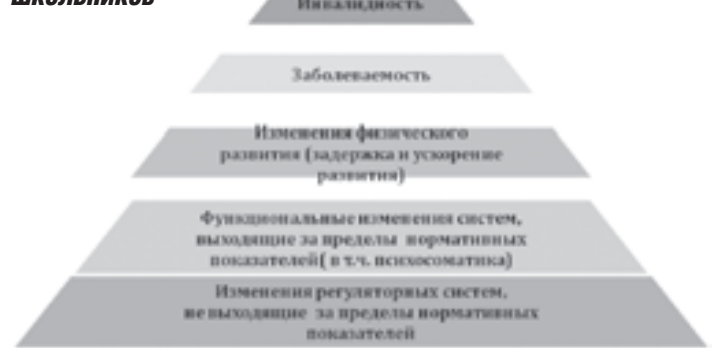 школьников
Инвалидность
Заболеваемость
Изменения физического
развития (задержка и ускорение
развития)
Функциональные изменения систем,
выходящие за пределы нормативных
показателей( в т.ч. психосоматика)
Изменения регуляторных систем,
не выходящие за пределы нормативных
показателей